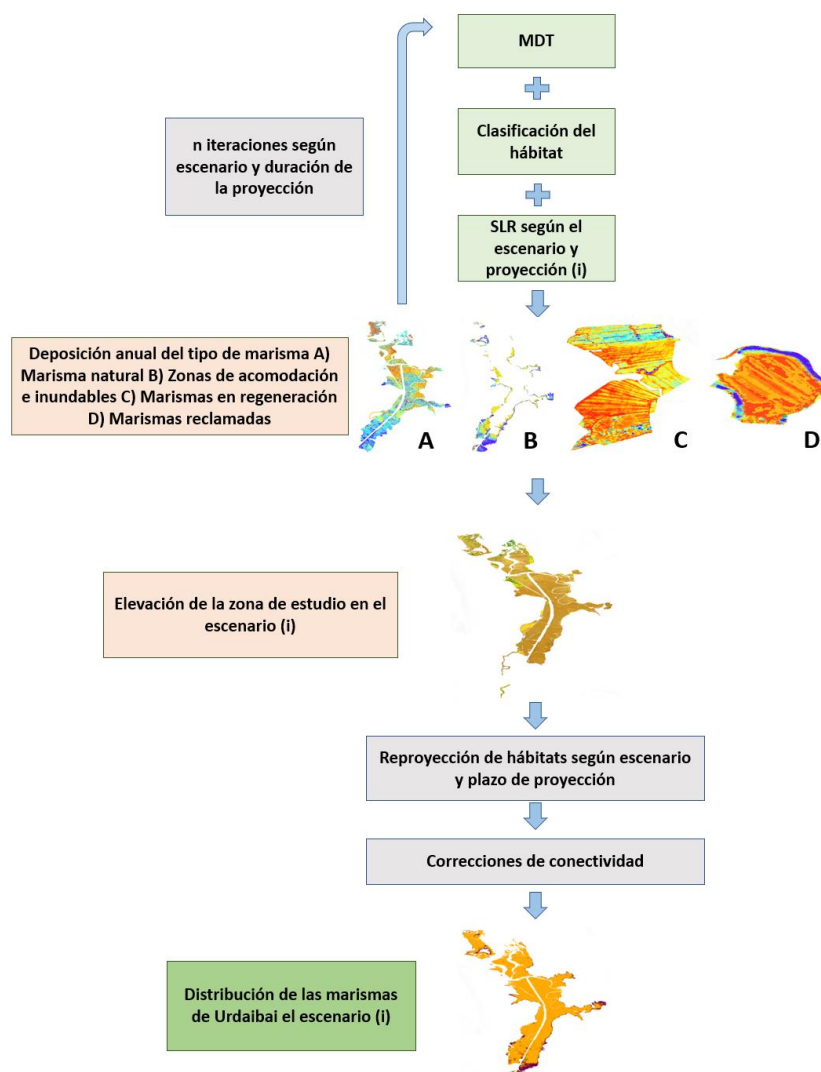 MDT
Clasificación del
hábitat
n iteraciones según
escenario y duración de
la proyección
SLR según el
escenario y
proyección (i)
Deposición anual del tipo de marisma A)
Marisma natural B) Zonas de acomodación
e inundables C) Marismas en regeneración
D) Marismas reclamadas
A
B
C
D
Elevación de la zona de estudio en el
escenario (i)
Reproyección de hábitats según escenario
y plazo de proyección
Correcciones de conectividad
Distribución de las marismas
de Urdaibai el escenario (i)